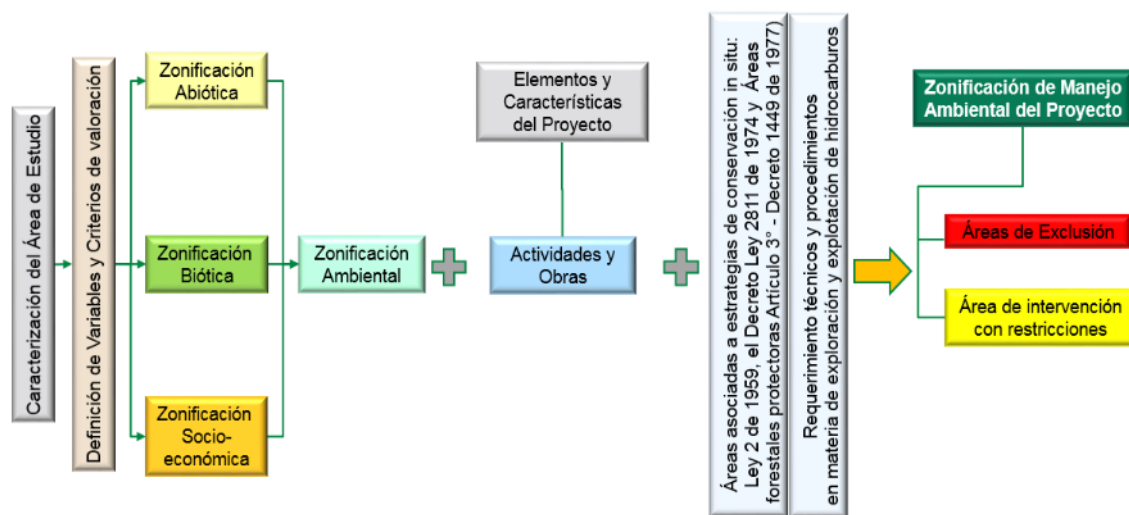 Caracterización del Área de Estudio
Definición de Variables y Criterios de valoración
Zonificación
Abiótica
Zonificación
Biótica
Zonificación
Socio-
económica
Zonificación
Ambiental
Elementos y
Características
del Proyecto
Actividades y
Obras
Áreas asociadas a estrategias de conservación in situ:
Ley 2 de 1959, el Decreto Ley 2811 de 1974 y Áreas
forestales protectoras Artículo 3° - Decreto 1449 de 1977)
Requerimiento técnicos y procedimientos
en materia de exploración y explotación de hidrocarburos
Zonificación de Manejo
Ambiental del Proyecto
Áreas de Exclusión
Área de intervención
con restricciones